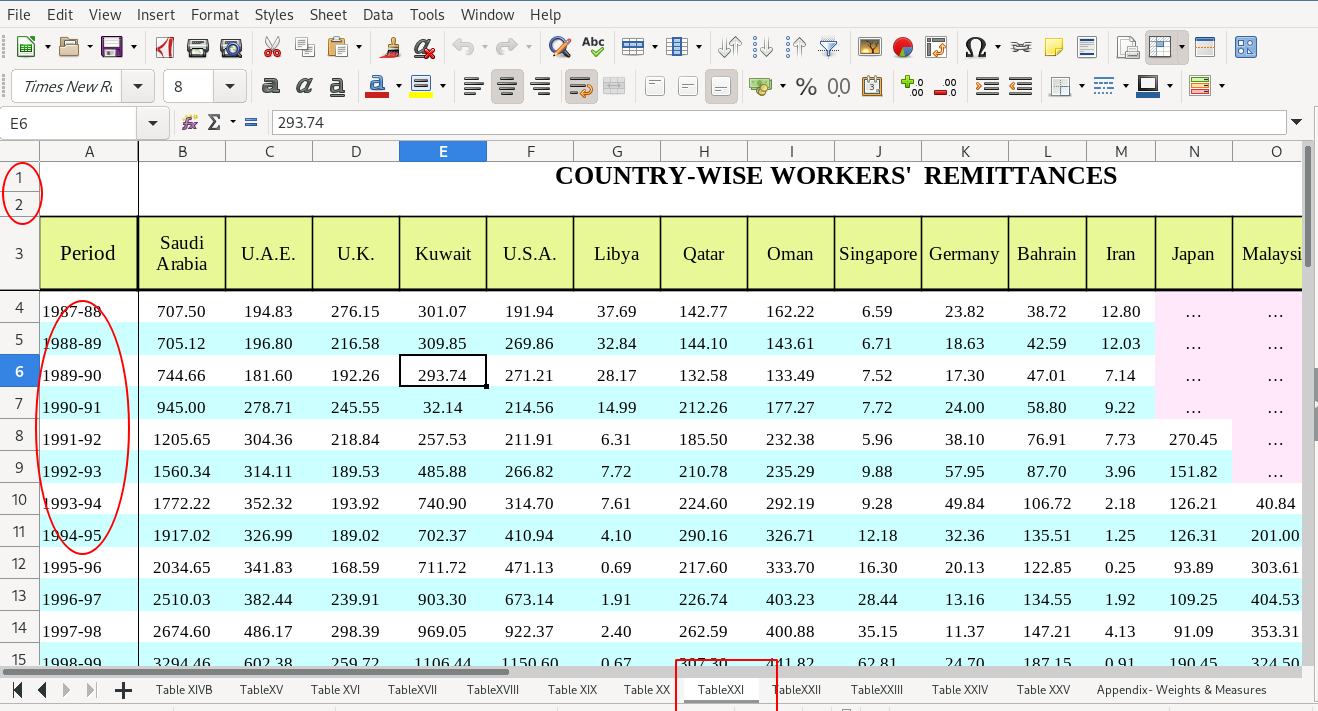 File Edit View Insert Format Styles Sheet Data Tools Window Help
Abc
Times New R 8 a a a a % 0.0 .00 .00
E6 fx Σ = 293.74
A B C D E F G H I J K L M N O
1 COUNTRY-WISE WORKERS' REMITTANCES
2
3 Period Saudi Arabia U.A.E. U.K. Kuwait U.S.A. Libya Qatar Oman Singapore Germany Bahrain Iran Japan Malaysi
4 1987-88 707.50 194.83 276.15 301.07 191.94 37.69 142.77 162.22 6.59 23.82 38.72 12.80 ... ...
5 1988-89 705.12 196.80 216.58 309.85 269.86 32.84 144.10 143.61 6.71 18.63 42.59 12.03 ... ...
6 1989-90 744.66 181.60 192.26 293.74 271.21 28.17 132.58 133.49 7.52 17.30 47.01 7.14 ... ...
7 1990-91 945.00 278.71 245.55 32.14 214.56 14.99 212.26 177.27 7.72 24.00 58.80 9.22 ... ...
8 1991-92 1205.65 304.36 218.84 257.53 211.91 6.31 185.50 232.38 5.96 38.10 76.91 7.73 270.45 ...
9 1992-93 1560.34 314.11 189.53 485.88 266.82 7.72 210.78 235.29 9.88 57.95 87.70 3.96 151.82 ...
10 1993-94 1772.22 352.32 193.92 740.90 314.70 7.61 224.60 292.19 9.28 49.84 106.72 2.18 126.21 40.84
11 1994-95 1917.02 326.99 189.02 702.37 410.94 4.10 290.16 326.71 12.18 32.36 135.51 1.25 126.31 201.00
12 1995-96 2034.65 341.83 168.59 711.72 471.13 0.69 217.60 333.70 16.30 20.13 122.85 0.25 93.89 303.61
13 1996-97 2510.03 382.44 239.91 903.30 673.14 1.91 226.74 403.23 28.44 13.16 134.55 1.92 109.25 404.53
14 1997-98 2674.60 486.17 298.39 969.05 922.37 2.40 262.59 400.88 35.15 11.37 147.21 4.13 91.09 353.31
15 1998-99 3294.46 602.38 259.72 1106.44 1150.60 0.67 307.30 441.82 62.81 24.70 187.15 0.91 190.45 324.50
Table XIVB TableXV Table XVI TableXVII TableXVIII Table XIX Table XX TableXXI TableXXII TableXXIII Table XXIV Table XXV Appendix- Weights & Measures